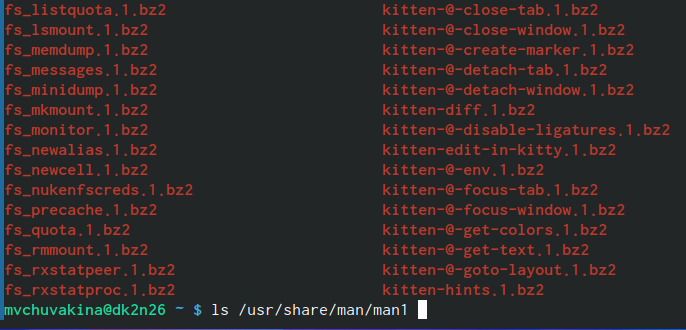 fs_listquota.1.bz2 kitten-@-close-tab.1.bz2
fs_lsmount.1.bz2 kitten-@-close-window.1.bz2
fs_memdump.1.bz2 kitten-@-create-marker.1.bz2
fs_messages.1.bz2 kitten-@-detach-tab.1.bz2
fs_minidump.1.bz2 kitten-@-detach-window.1.bz2
fs_mkmount.1.bz2 kitten-diff.1.bz2
fs_monitor.1.bz2 kitten-@-disable-ligatures.1.bz2
fs_newalias.1.bz2 kitten-edit-in-kitty.1.bz2
fs_newcell.1.bz2 kitten-@-env.1.bz2
fs_nukenfscreds.1.bz2 kitten-@-focus-tab.1.bz2
fs_precache.1.bz2 kitten-@-focus-window.1.bz2
fs_quota.1.bz2 kitten-@-get-colors.1.bz2
fs_rmmount.1.bz2 kitten-@-get-text.1.bz2
fs_rxstatpeer.1.bz2 kitten-@-goto-layout.1.bz2
fs_rxstatproc.1.bz2 kitten-hints.1.bz2
mvchuvakina@dk2n26 ~ $ ls /usr/share/man/man1